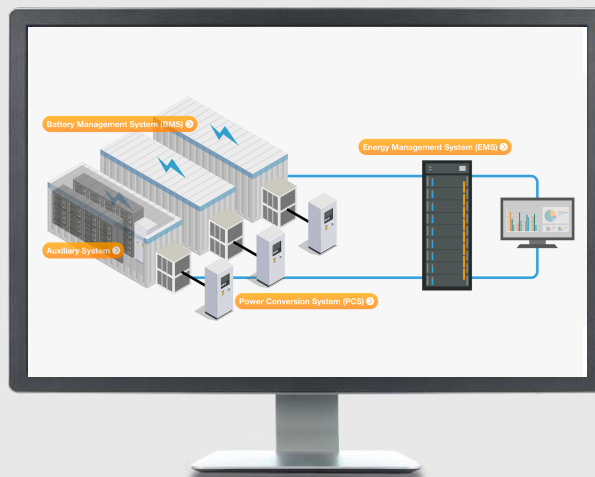 Battery Management System (BMS)
Energy Management System (EMS)
Auxiliary System
Power Conversion System (PCS)